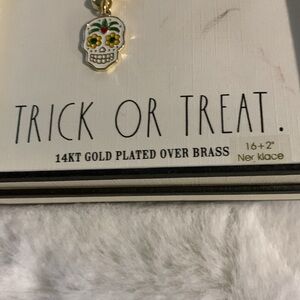 TRICK OR TREAT.
14KT GOLD PLATED OVER BRASS
16+2"
Ner klace